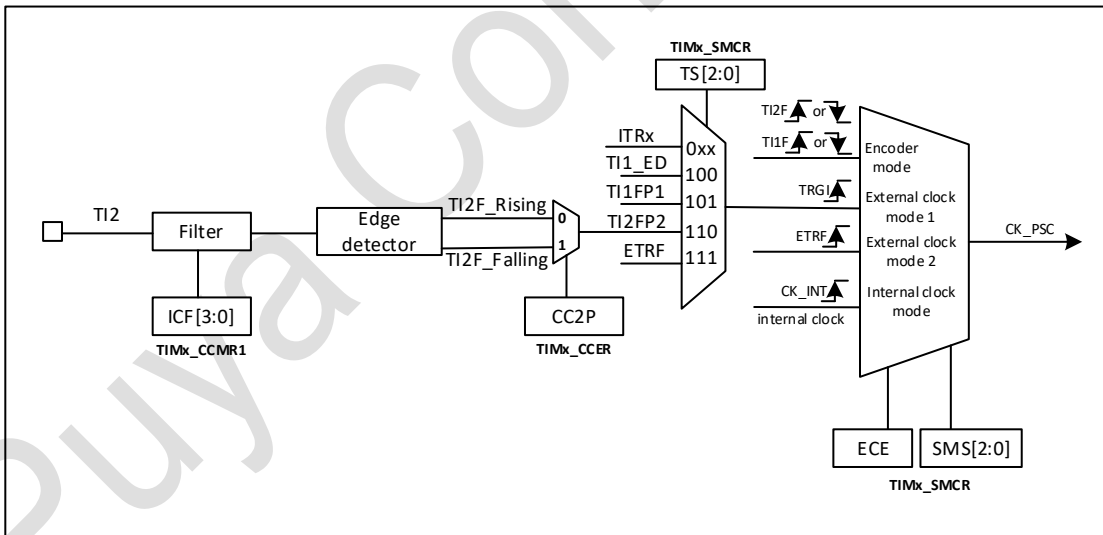 TIMx_SMCR
TS[2:0]
TI2F or
TI1F or
ITRx
0xx
Encoder
mode
TI1_ED
100
TRGI
TI1FP1
101
External clock
mode 1
TI2
Filter
Edge
detector
TI2F_Rising
0
TI2FP2
110
1
TI2F_Falling
ETRF
111
ETRF
External clock
mode 2
CK_PSC
CK_INT
internal clock
Internal clock
mode
ICF[3:0]
TIMx_CCMR1
CC2P
TIMx_CCER
ECE
SMS[2:0]
TIMx_SMCR
Puya Con